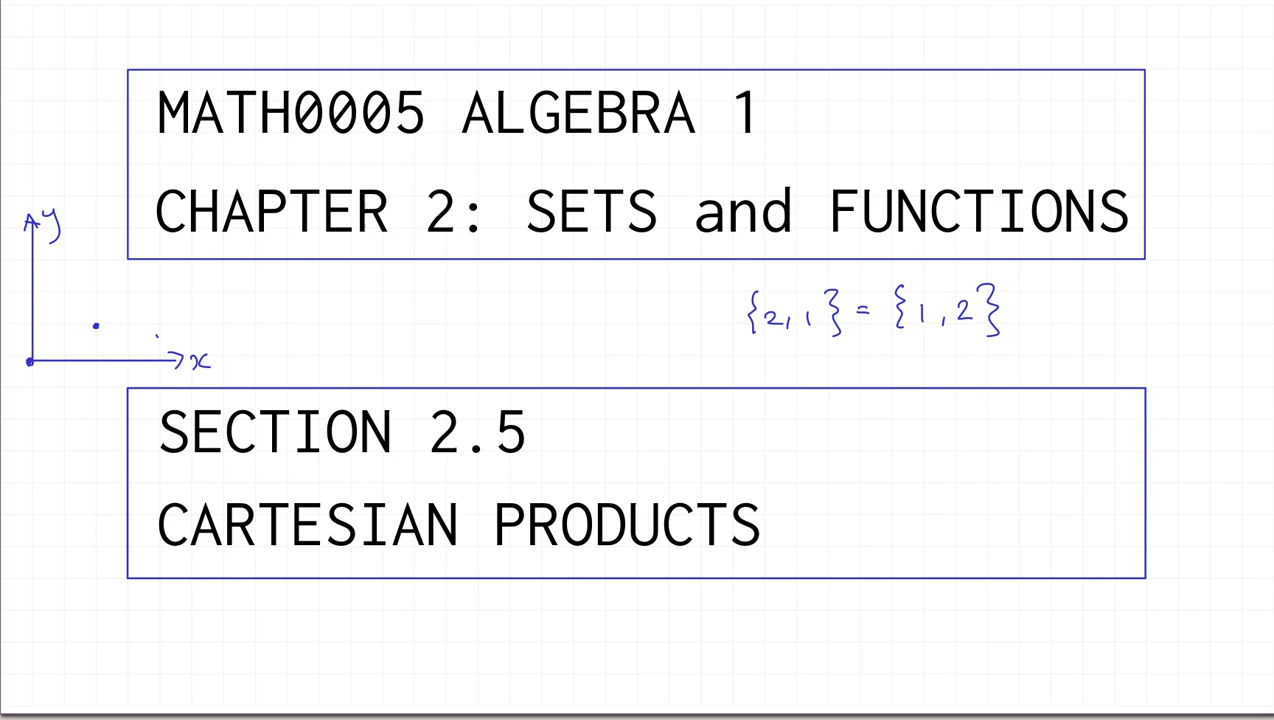 MATH0005 ALGEBRA 1
CHAPTER 2: SETS and FUNCTIONS
y
{2,1} = {1,2}
x
SECTION 2.5
CARTESIAN PRODUCTS